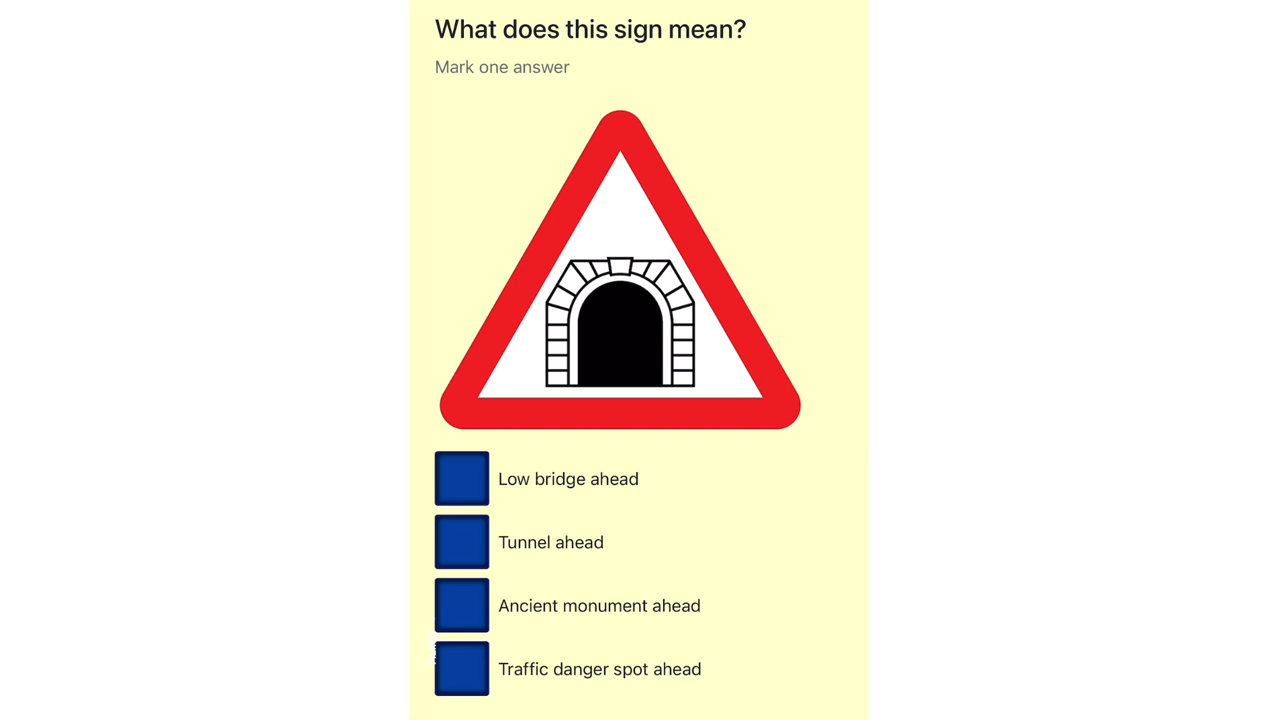 What does this sign mean?
Mark one answer
Low bridge ahead
Tunnel ahead
Ancient monument ahead
Traffic danger spot ahead